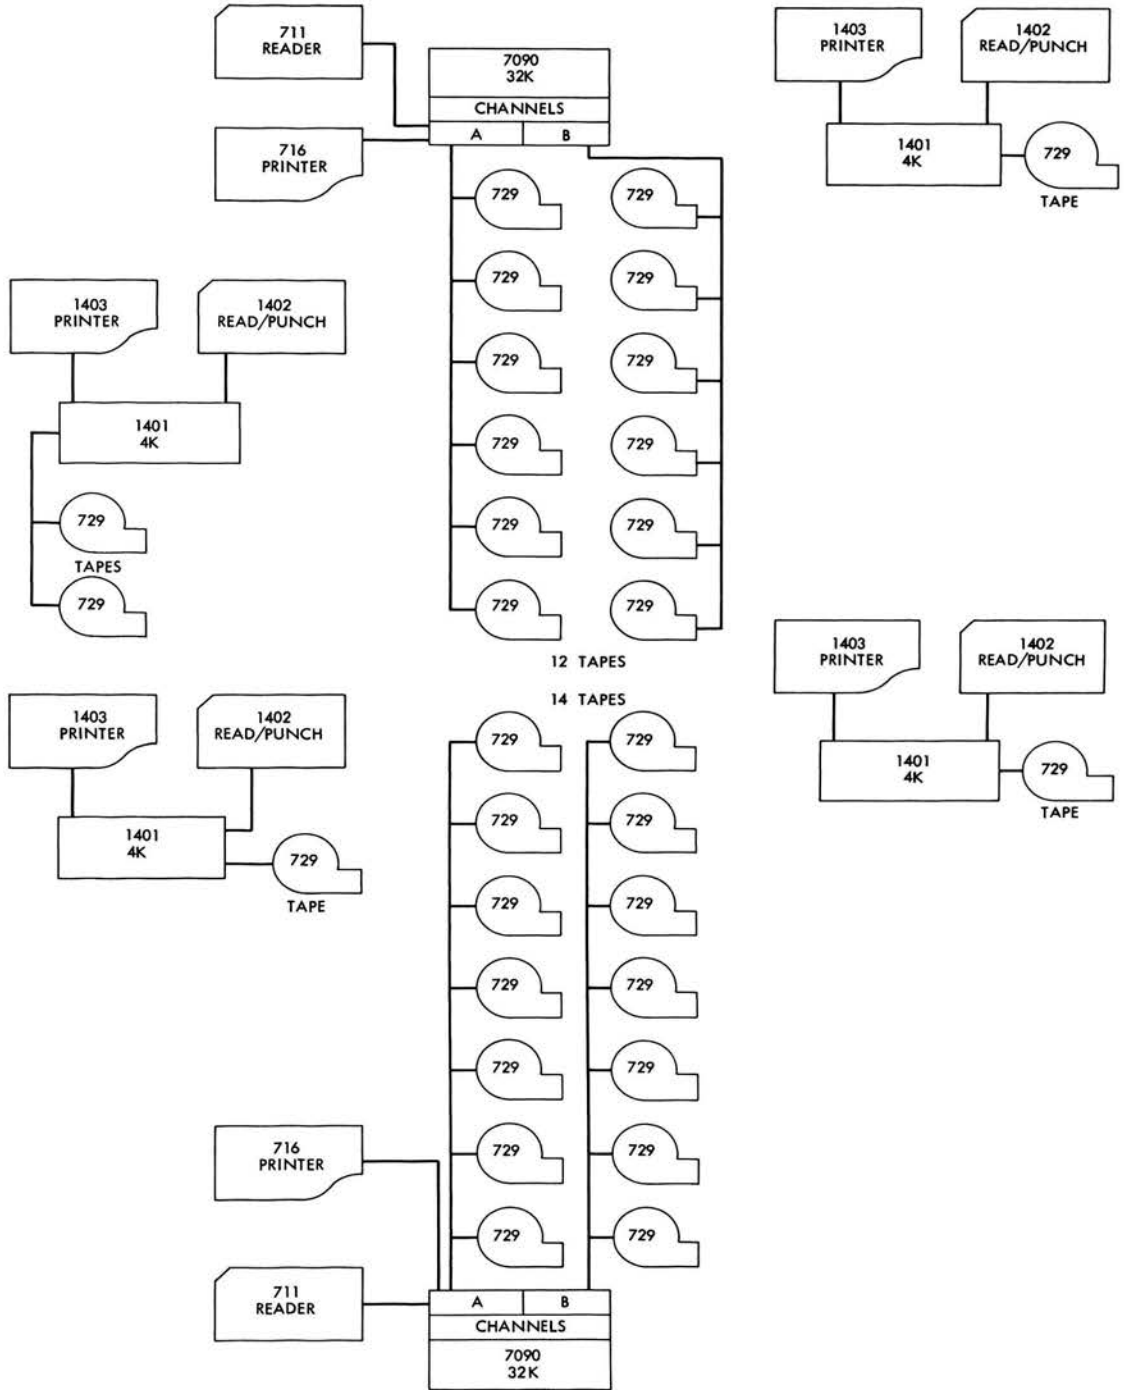 711
READER
7090
32K
CHANNELS
A B
716
PRINTER
1403
PRINTER
1402
READ/PUNCH
1401
4K
729
TAPE
729 729
729 729
729 729
729 729
729 729
729 729
12 TAPES
1403
PRINTER
1402
READ/PUNCH
1401
4K
729
TAPES
729
1403
PRINTER
1402
READ/PUNCH
1401
4K
729
TAPE
14 TAPES
729 729
729 729
729 729
729 729
729 729
729 729
729 729
1403
PRINTER
1402
READ/PUNCH
1401
4K
729
TAPE
716
PRINTER
711
READER
A B
CHANNELS
7090
32K